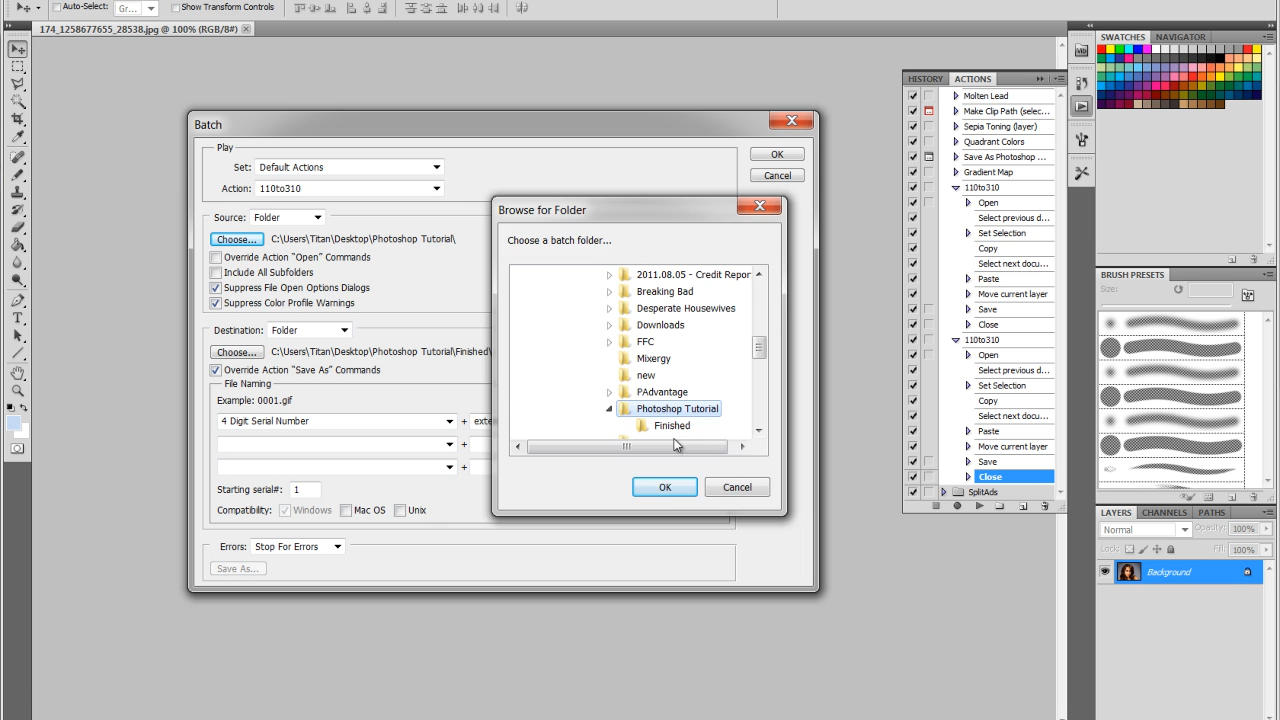 Auto-Select:
Gr...
Show Transform Controls
174_1258677655_28538.jpg @ 100% (RGB/8#)
Batch
Play
Set: Default Actions
Action: 110to310
OK
Cancel
Source: Folder
Choose... C:\Users\Titan\Desktop\Photoshop Tutorial\
Override Action "Open" Commands
Include All Subfolders
Suppress File Open Options Dialogs
Suppress Color Profile Warnings
Destination: Folder
Choose... C:\Users\Titan\Desktop\Photoshop Tutorial\Finished\
Override Action "Save As" Commands
File Naming
Example: 0001.gif
4 Digit Serial Number + exte
+
+
Starting serial#: 1
Compatibility: Windows Mac OS Unix
Errors: Stop For Errors
Save As...
Browse for Folder
Choose a batch folder...
2011.08.05 - Credit Repor
Breaking Bad
Desperate Housewives
Downloads
FFC
Mixergy
new
PAdvantage
Photoshop Tutorial
Finished
OK
Cancel
HISTORY ACTIONS
Molten Lead
Make Clip Path (selec...
Sepia Toning (layer)
Quadrant Colors
Save As Photoshop ...
Gradient Map
110to310
Open
Select previous d...
Set Selection
Copy
Select next docu...
Paste
Move current layer
Save
Close
110to310
Open
Select previous d...
Set Selection
Copy
Select next docu...
Paste
Move current layer
Save
Close
SplitAds
SWATCHES NAVIGATOR
BRUSH PRESETS
Size:
LAYERS CHANNELS PATHS
Normal Opacity: 100%
Lock: Fill: 100%
Background